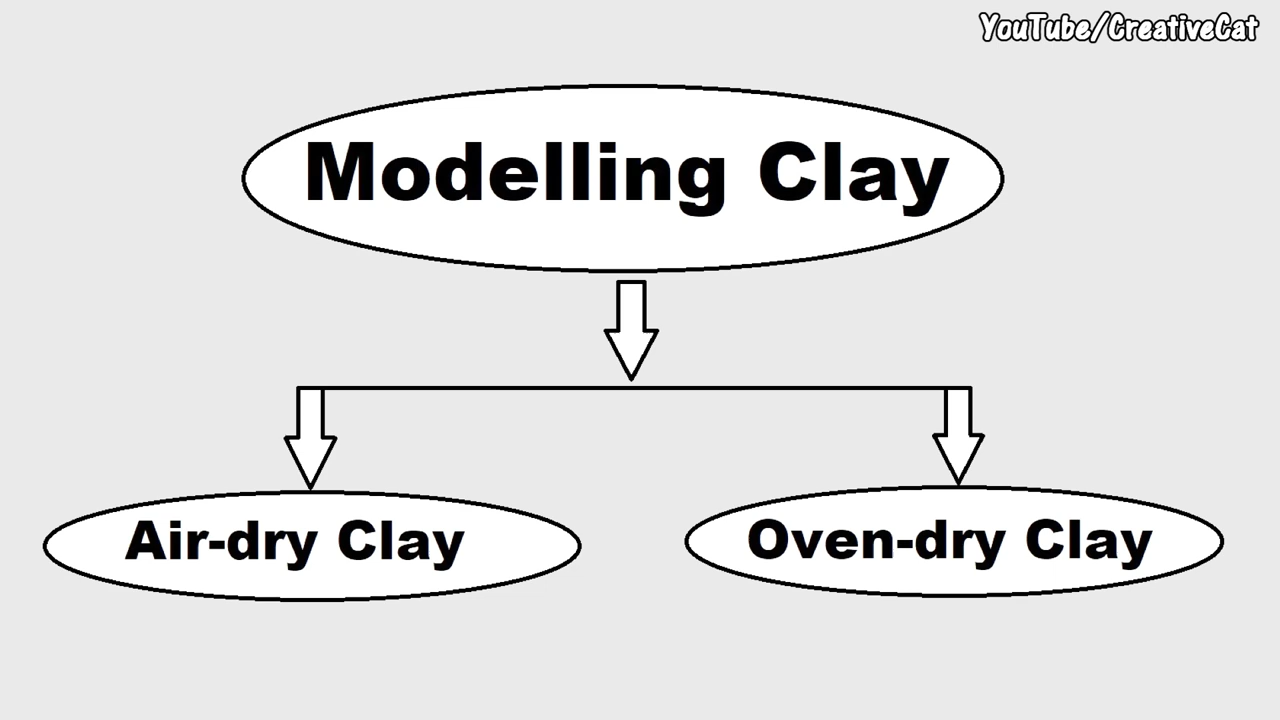 YouTube/CreativeCat
Modelling Clay
Air-dry Clay
Oven-dry Clay